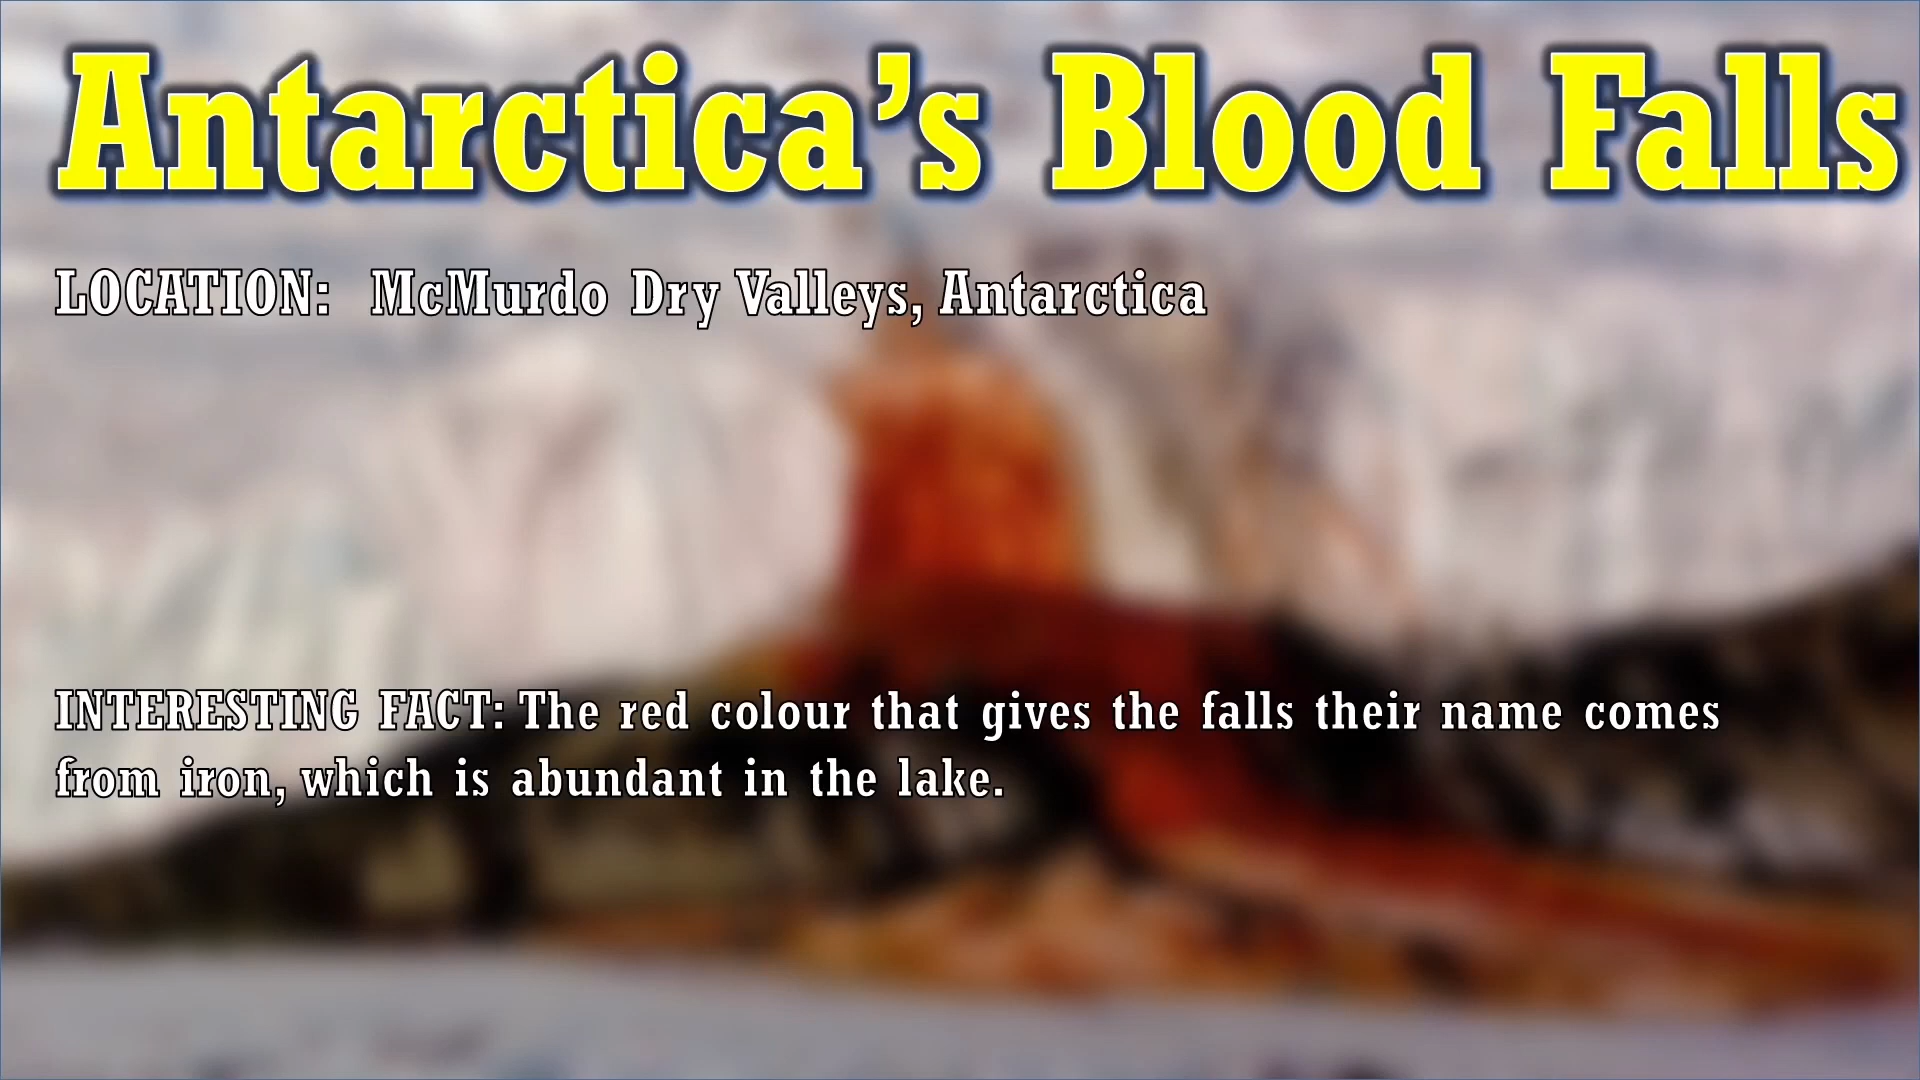 Antarctica’s Blood Falls
LOCATION: McMurdo Dry Valleys, Antarctica
INTERESTING FACT: The red colour that gives the falls their name comes
from iron, which is abundant in the lake.